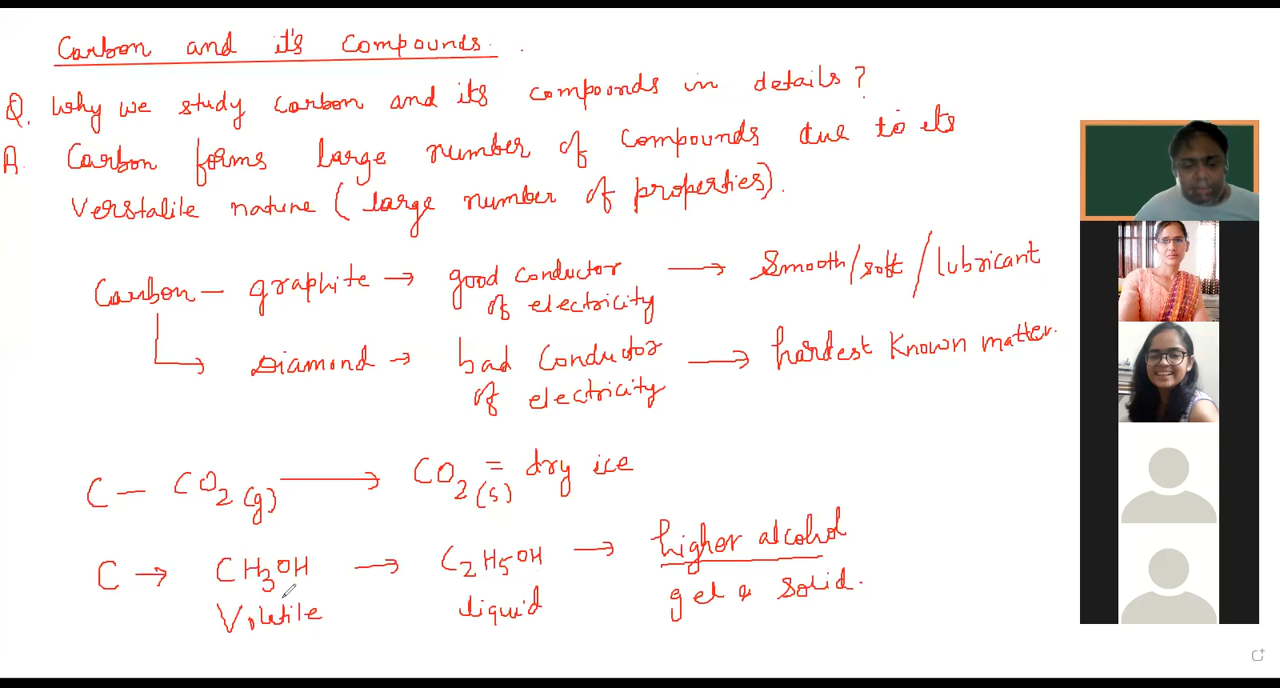 Carbon and it's compounds.
Q. Why we study carbon and its compounds in details?
A. Carbon forms large number of compounds due to its
verstalile nature (large number of properties).
Carbon — graphite → good conductor of electricity → Smooth/soft/lubricant
→ Diamond → bad conductor of electricity → hardest known matter.
C — CO2(g) → CO2(s) = dry ice
C → CH3OH → C2H5OH → higher alcohol
Volatile liquid gel & solid.